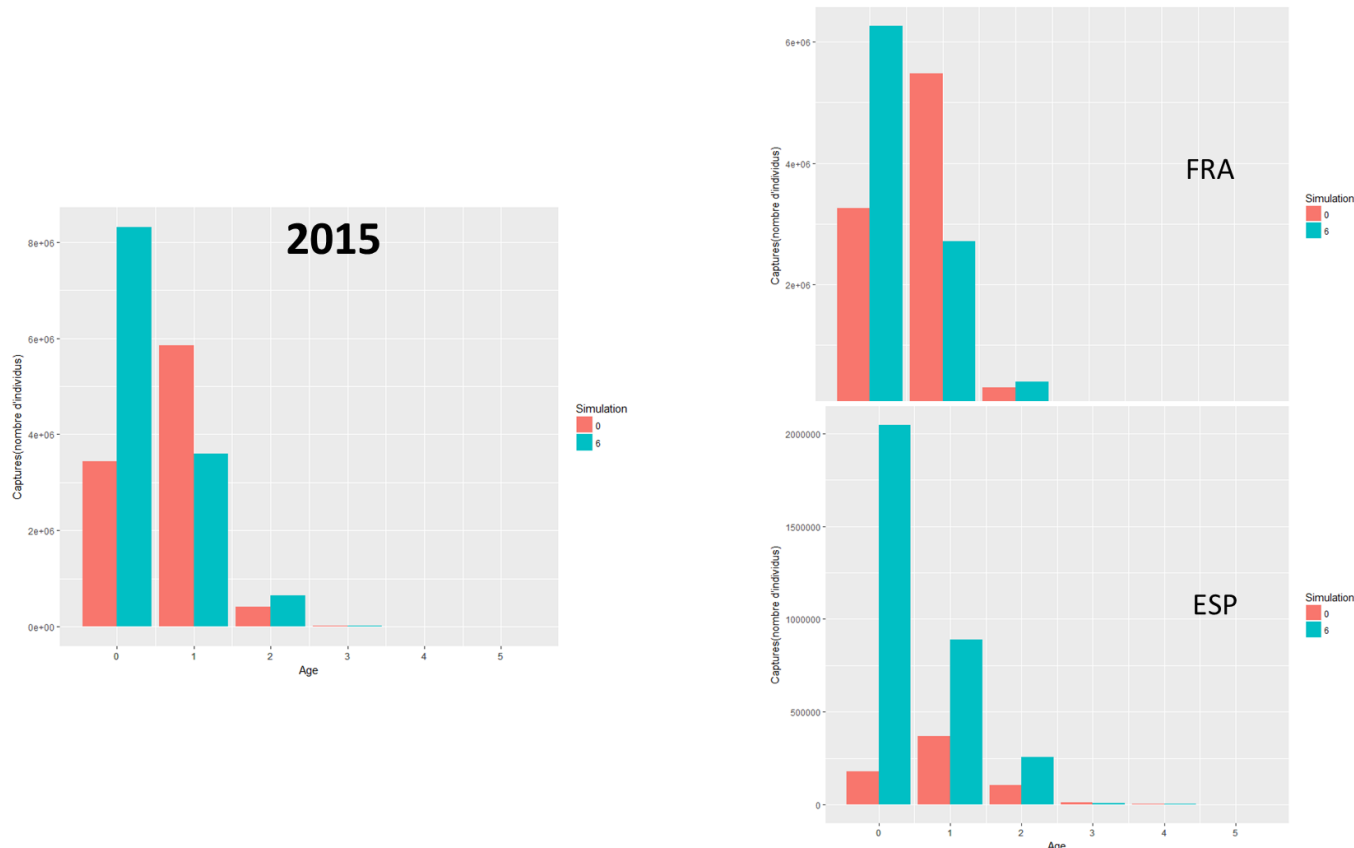 2015
Captures(nombre d'individus)
8e+06
6e+06
4e+06
2e+06
0e+00
0 1 2 3 4 5
Age
Simulation
0
6
FRA
Captures(nombre d'individus)
6e+06
4e+06
2e+06
Simulation
0
6
ESP
Captures(nombre d'individus)
2000000
1500000
1000000
500000
0
0 1 2 3 4 5
Age
Simulation
0
6